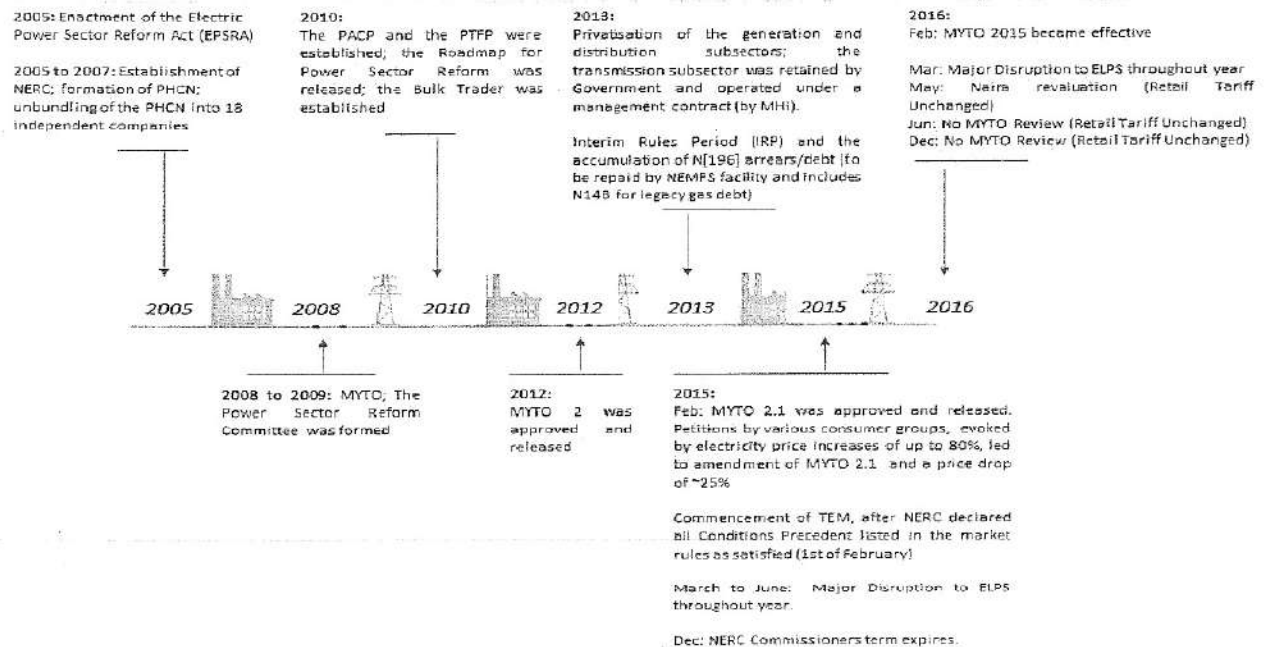 2005: Enactment of the Electric
Power Sector Reform Act (EPSRA)
2005 to 2007: Establishment of
NERC; formation of PHCN;
unbundling of the PHCN into 18
independent companies
2010:
The PACP and the PTFP were
established; the Roadmap for
Power Sector Reform was
released; the Bulk Trader was
established
2013:
Privatisation of the generation and
distribution subsectors; the
transmission subsector was retained by
Government and operated under a
management contract (by MHI).
Interim Rules Period (IRP) and the
accumulation of N[196] arrears/debt (to
be repaid by NEMFS facility and includes
N14B for legacy gas debt)
2016:
Feb: MYTO 2015 became effective
Mar: Major Disruption to ELPS throughout year
May: Naira revaluation (Retail Tariff
Unchanged)
Jun: No MYTO Review (Retail Tariff Unchanged)
Dec: No MYTO Review (Retail Tariff Unchanged)
2005 2008 2010 2012 2013 2015 2016
2008 to 2009: MYTO; The
Power Sector Reform
Committee was formed
2012:
MYTO 2 was
approved and
released
2015:
Feb: MYTO 2.1 was approved and released.
Petitions by various consumer groups, evoked
by electricity price increases of up to 80%, led
to amendment of MYTO 2.1 and a price drop
of ~25%
Commencement of TEM, after NERC declared
all Conditions Precedent listed in the market
rules as satisfied (1st of February)
March to June: Major Disruption to ELPS
throughout year.
Dec: NERC Commissioners term expires.